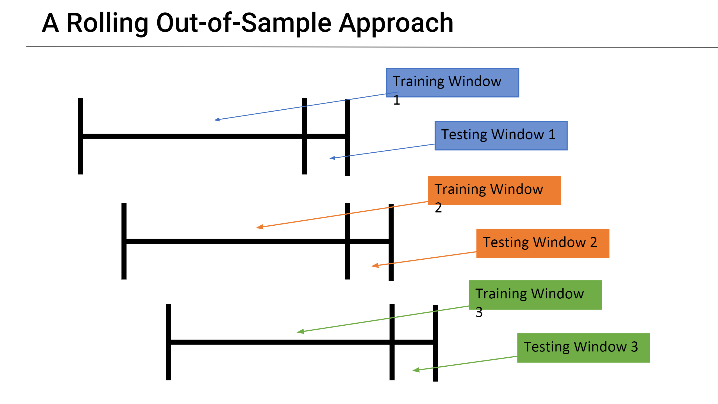 A Rolling Out-of-Sample Approach
Training Window
1
Testing Window 1
Training Window
2
Testing Window 2
Training Window
3
Testing Window 3